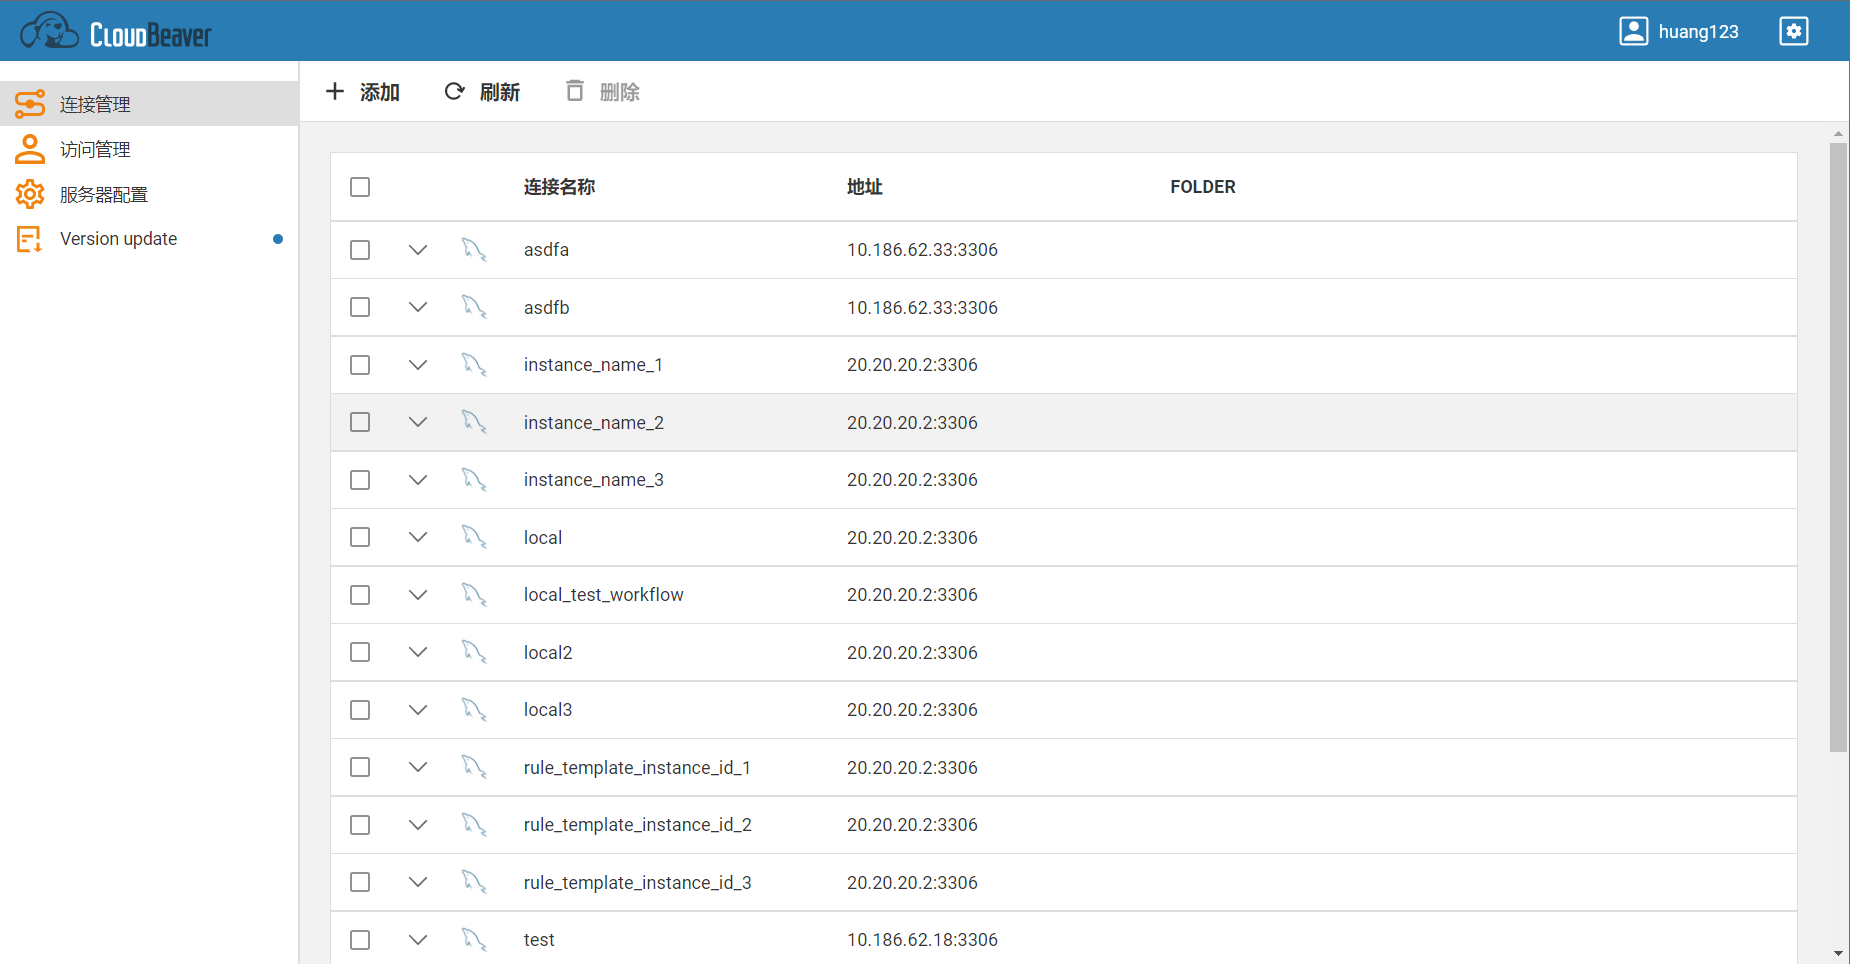 CloudBeaver
huang123
连接管理
访问管理
服务器配置
Version update
添加 刷新 删除
连接名称 地址 FOLDER
asdfa 10.186.62.33:3306
asdfb 10.186.62.33:3306
instance_name_1 20.20.20.2:3306
instance_name_2 20.20.20.2:3306
instance_name_3 20.20.20.2:3306
local 20.20.20.2:3306
local_test_workflow 20.20.20.2:3306
local2 20.20.20.2:3306
local3 20.20.20.2:3306
rule_template_instance_id_1 20.20.20.2:3306
rule_template_instance_id_2 20.20.20.2:3306
rule_template_instance_id_3 20.20.20.2:3306
test 10.186.62.18:3306